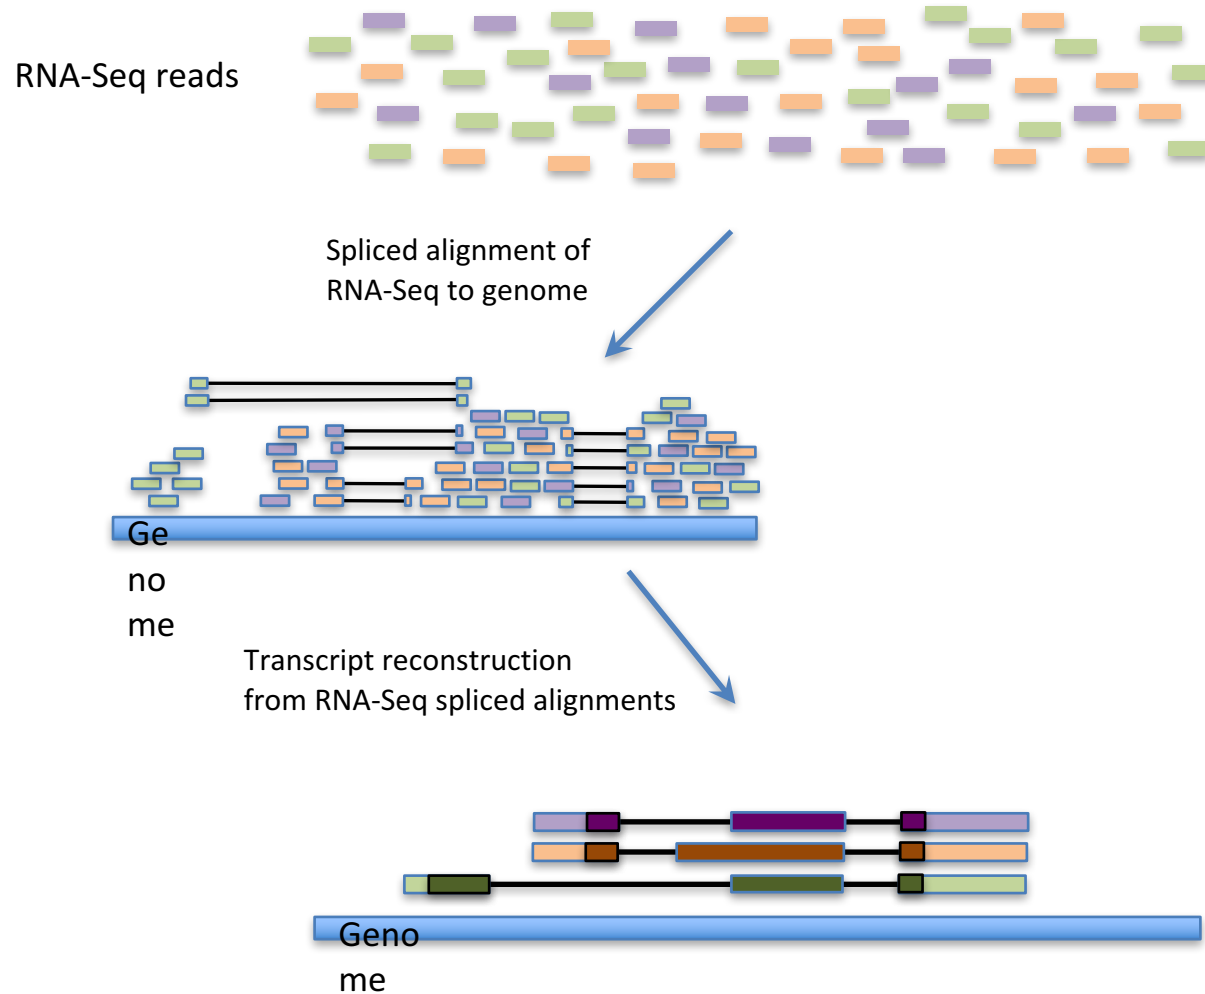 RNA-Seq reads
Spliced alignment of
RNA-Seq to genome
Ge
no
me
Transcript reconstruction
from RNA-Seq spliced alignments
Geno
me